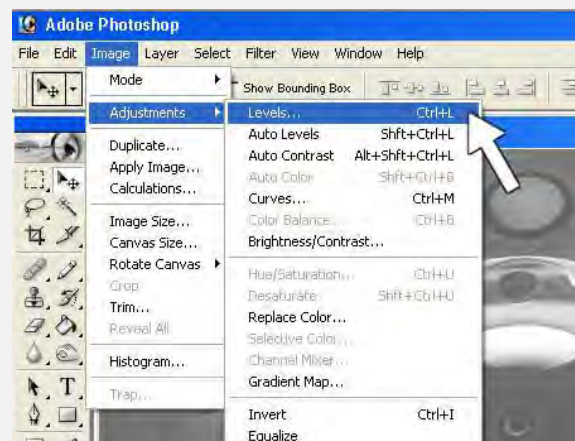 Adobe Photoshop
File Edit Image Layer Select Filter View Window Help
Show Bounding Box
Mode
Adjustments
Duplicate...
Apply Image...
Calculations...
Image Size...
Canvas Size...
Rotate Canvas
Crop
Trim...
Reveal All
Histogram...
Trap...
Levels... Ctrl+L
Auto Levels Shft+Ctrl+L
Auto Contrast Alt+Shft+Ctrl+L
Auto Color Shft+Ctrl+B
Curves... Ctrl+M
Color Balance... Ctrl+B
Brightness/Contrast...
Hue/Saturation... Ctrl+U
Desaturate Shft+Ctrl+U
Replace Color...
Selective Color...
Channel Mixer...
Gradient Map...
Invert Ctrl+I
Equalize